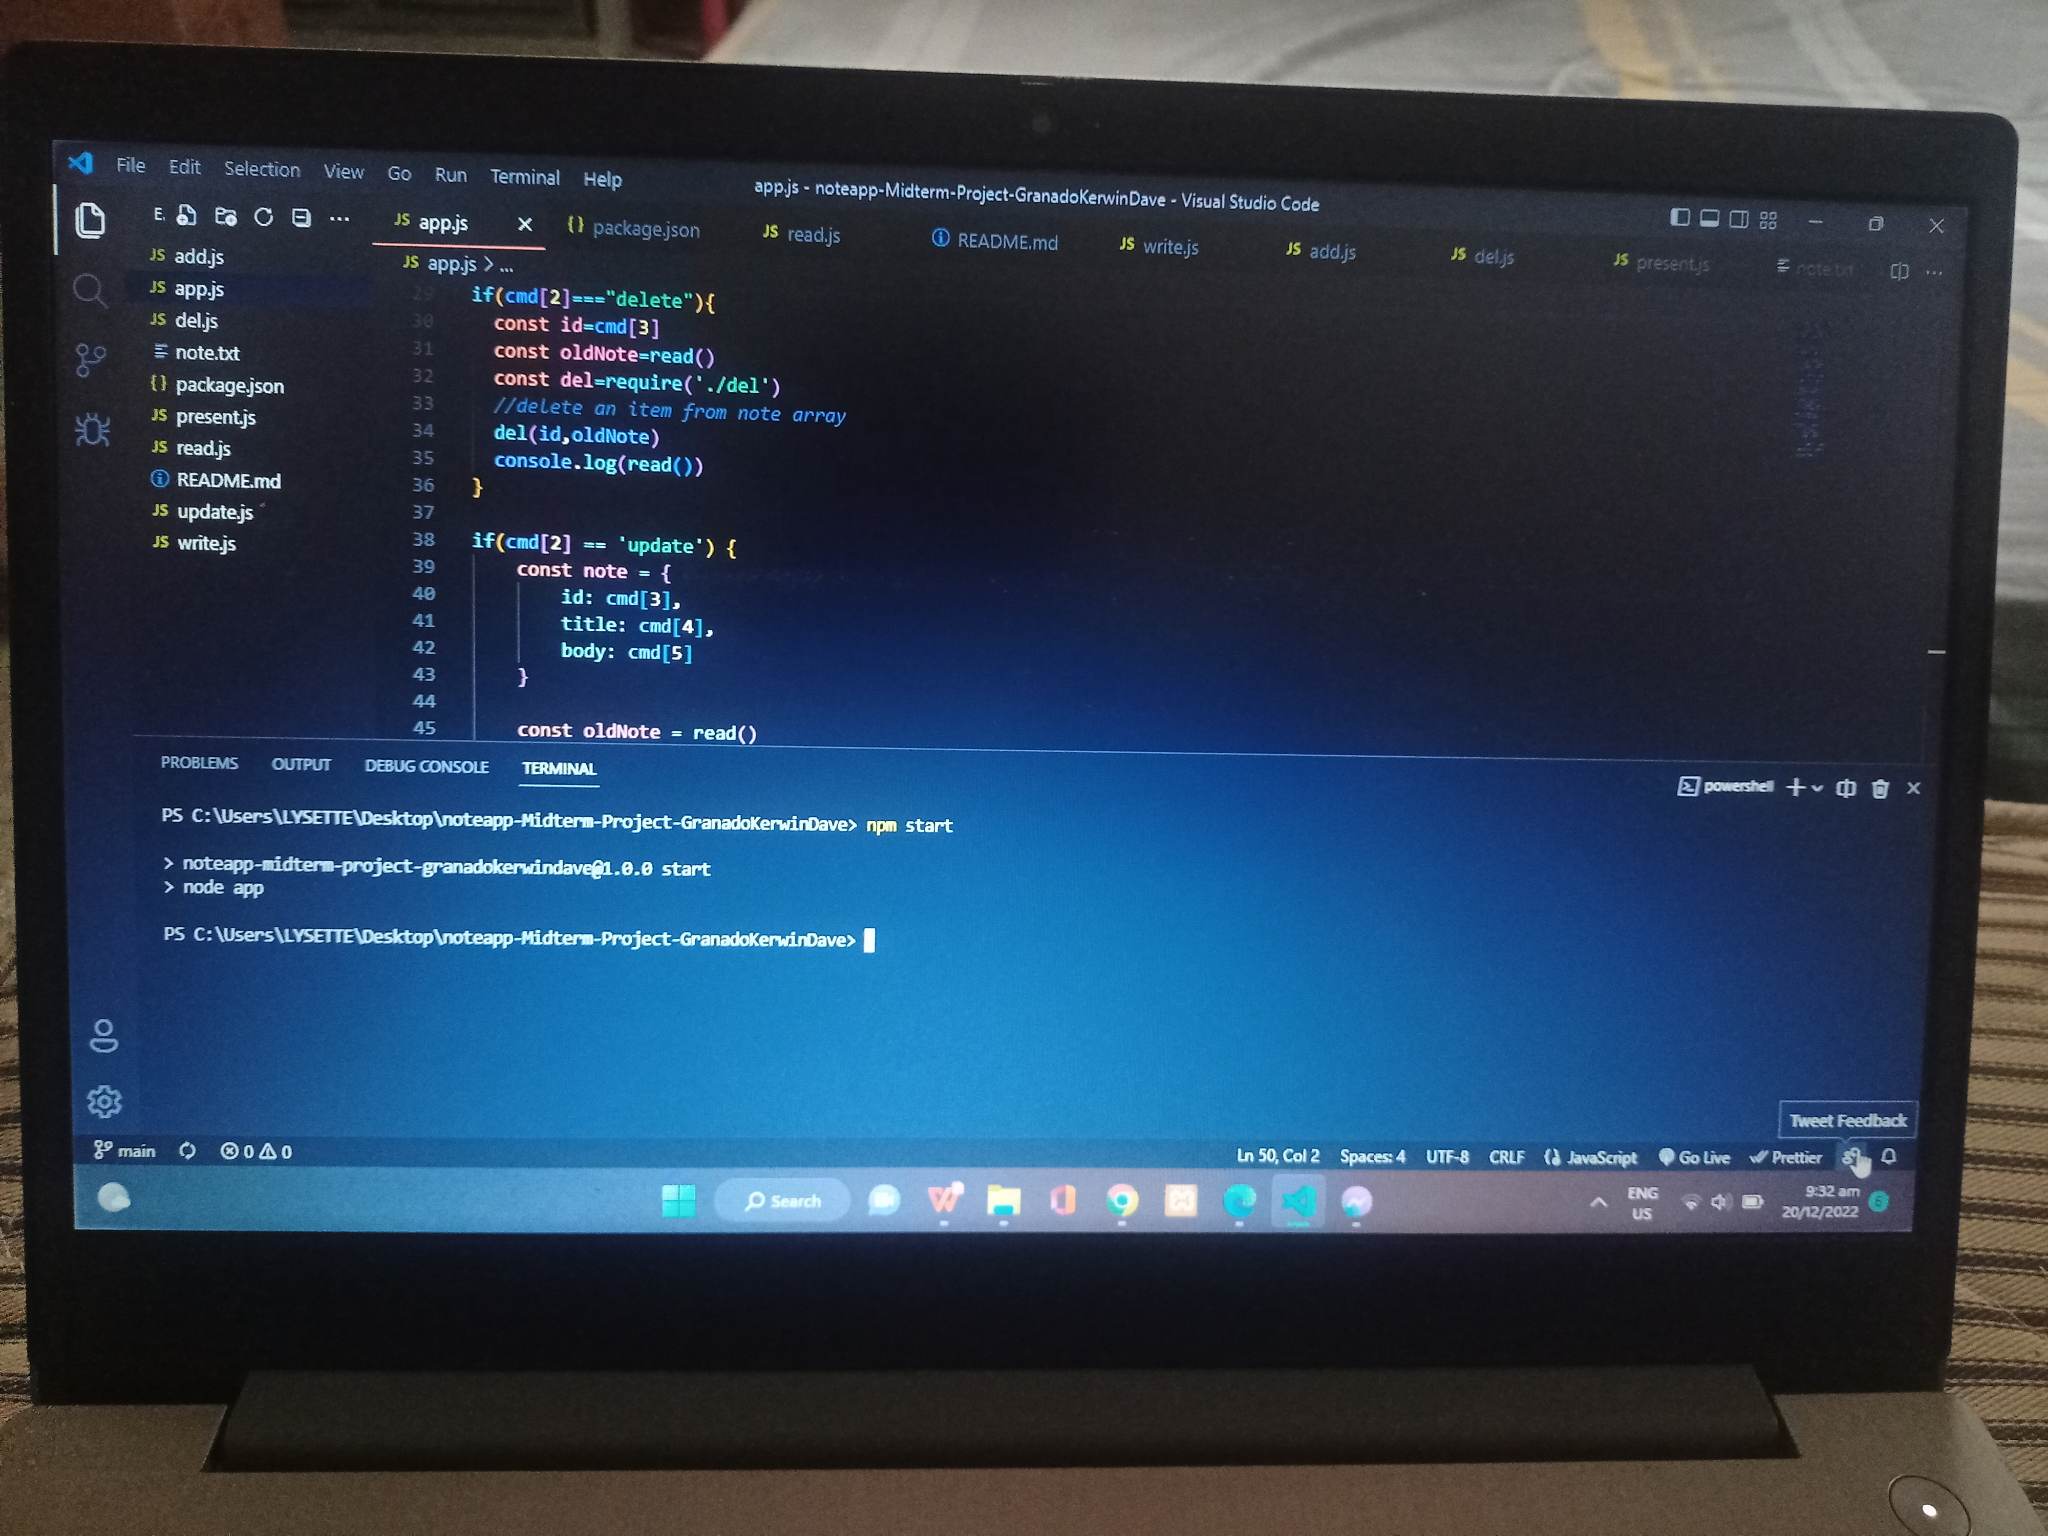 File Edit Selection View Go Run Terminal Help
app.js - noteapp-Midterm-Project-GranadoKerwinDave - Visual Studio Code
E.
JS app.js
{} package.json
JS read.js
README.md
JS write.js
JS add.js
JS del.js
JS present.js
note.txt
JS add.js
JS app.js
JS del.js
note.txt
{} package.json
JS present.js
JS read.js
README.md
JS update.js
JS write.js
JS app.js > ...
29 if(cmd[2]==="delete"){
30 const id=cmd[3]
31 const oldNote=read()
32 const del=require('./del')
33 //delete an item from note array
34 del(id,oldNote)
35 console.log(read())
36 }
37
38 if(cmd[2] == 'update') {
39 const note = {
40 id: cmd[3],
41 title: cmd[4],
42 body: cmd[5]
43 }
44
45 const oldNote = read()
PROBLEMS OUTPUT DEBUG CONSOLE TERMINAL
powershell
PS C:\Users\LYSETTE\Desktop\noteapp-Midterm-Project-GranadoKerwinDave> npm start
> noteapp-midterm-project-granadokerwindave@1.0.0 start
> node app
PS C:\Users\LYSETTE\Desktop\noteapp-Midterm-Project-GranadoKerwinDave>
Tweet Feedback
main 0 0
Ln 50, Col 2 Spaces: 4 UTF-8 CRLF JavaScript Go Live Prettier
Search
ENG
US
9:32 am
20/12/2022